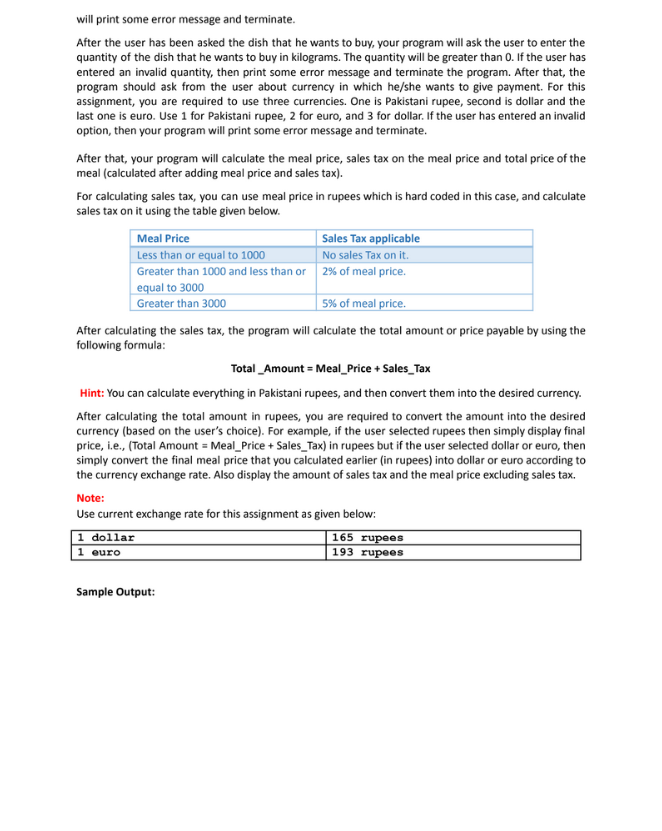 will print some error message and terminate.
After the user has been asked the dish that he wants to buy, your program will ask the user to enter the
quantity of the dish that he wants to buy in kilograms. The quantity will be greater than 0. If the user has
entered an invalid quantity, then print some error message and terminate the program. After that, the
program should ask from the user about currency in which he/she wants to give payment. For this
assignment, you are required to use three currencies. One is Pakistani rupee, second is dollar and the
last one is euro. Use 1 for Pakistani rupee, 2 for euro, and 3 for dollar. If the user has entered an invalid
option, then your program will print some error message and terminate.
After that, your program will calculate the meal price, sales tax on the meal price and total price of the
meal (calculated after adding meal price and sales tax).
For calculating sales tax, you can use meal price in rupees which is hard coded in this case, and calculate
sales tax on it using the table given below.
Meal Price Sales Tax applicable
Less than or equal to 1000 No sales Tax on it.
Greater than 1000 and less than or 2% of meal price.
equal to 3000
Greater than 3000 5% of meal price.
After calculating the sales tax, the program will calculate the total amount or price payable by using the
following formula:
Total _Amount = Meal_Price + Sales_Tax
Hint: You can calculate everything in Pakistani rupees, and then convert them into the desired currency.
After calculating the total amount in rupees, you are required to convert the amount into the desired
currency (based on the user's choice). For example, if the user selected rupees then simply display final
price, i.e., (Total Amount = Meal_Price + Sales_Tax) in rupees but if the user selected dollar or euro, then
simply convert the final meal price that you calculated earlier (in rupees) into dollar or euro according to
the currency exchange rate. Also display the amount of sales tax and the meal price excluding sales tax.
Note:
Use current exchange rate for this assignment as given below:
1 dollar 165 rupees
1 euro 193 rupees
Sample Output: